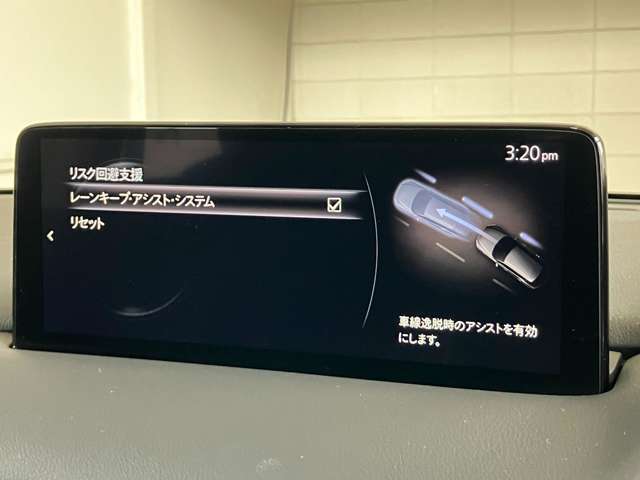 3:20pm
リスク回避支援
レーンキープ・アシスト・システム
リセット
車線逸脱時のアシストを有効
にします。